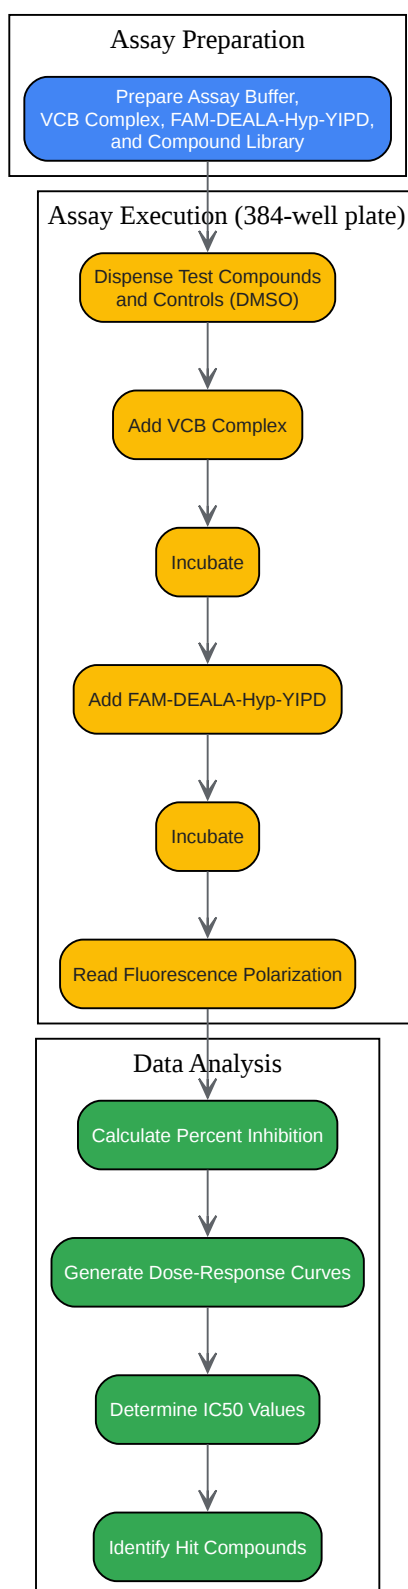 Assay Preparation
Prepare Assay Buffer,
VCB Complex, FAM-DEALA-Hyp-YIPD,
and Compound Library
Assay Execution (384-well plate)
Dispense Test Compounds
and Controls (DMSO)
Add VCB Complex
Incubate
Add FAM-DEALA-Hyp-YIPD
Incubate
Read Fluorescence Polarization
Data Analysis
Calculate Percent Inhibition
Generate Dose-Response Curves
Determine IC50 Values
Identify Hit Compounds